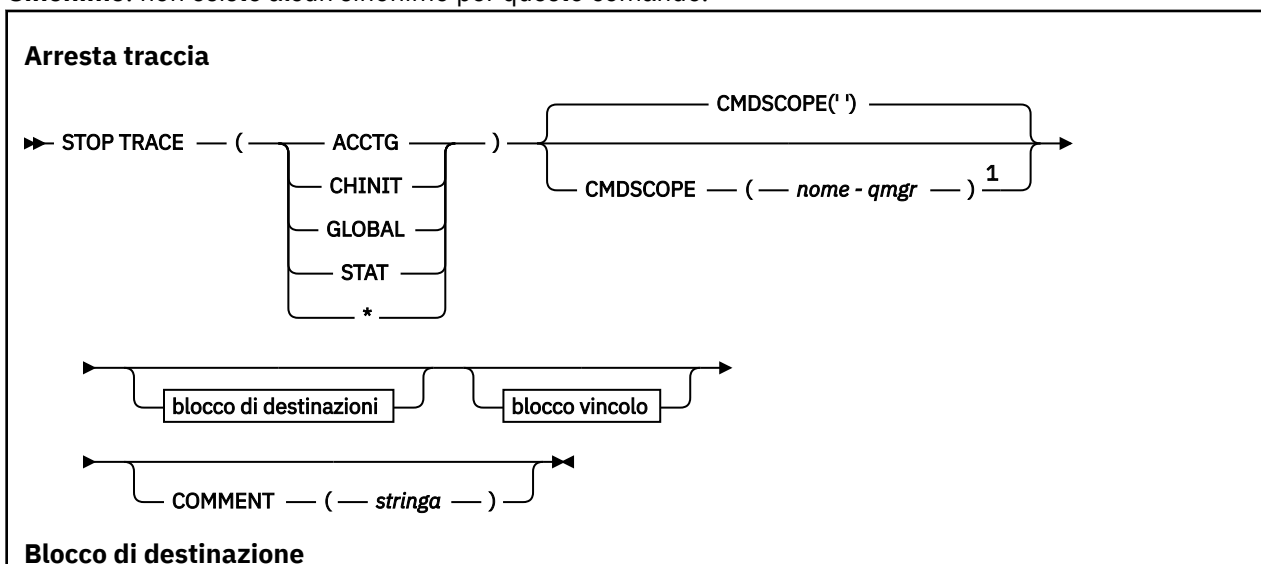 Sinonimo: non esiste alcun sinonimo per questo comando.
Arresta traccia
CMDSCOPE(' ')
STOP TRACE ( ACCTG )
CHINIT
CMDSCOPE ( nome - qmgr ) 1
GLOBAL
STAT
*
blocco di destinazioni blocco vincolo
COMMENT ( stringa )
Blocco di destinazione